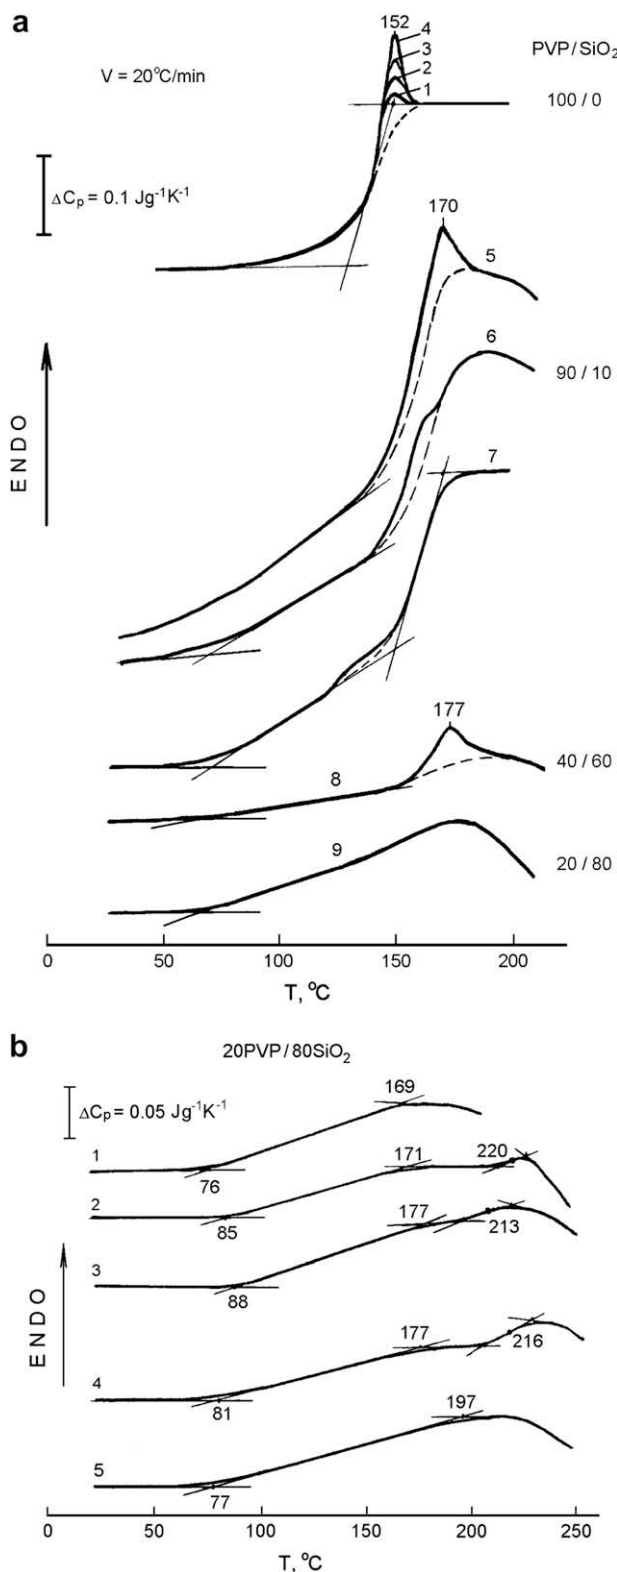 a
152
4
3
2
1
PVP/SiO₂
V = 20°C/min
100 / 0
ΔCₚ = 0.1 Jg⁻¹K⁻¹
170
5
6
90 / 10
7
ENDO
177
40 / 60
8
9
20 / 80
0 50 100 150 200
T, °C
b
20PVP/80SiO₂
169
ΔCₚ = 0.05 Jg⁻¹K⁻¹
1
76
171
220
2
85
177
213
3
88
ENDO
177
216
4
81
197
5
77
0 50 100 150 200 250
T, °C